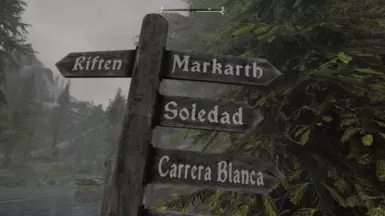 Riften
Markarth
Soledad
Carrera Blanca